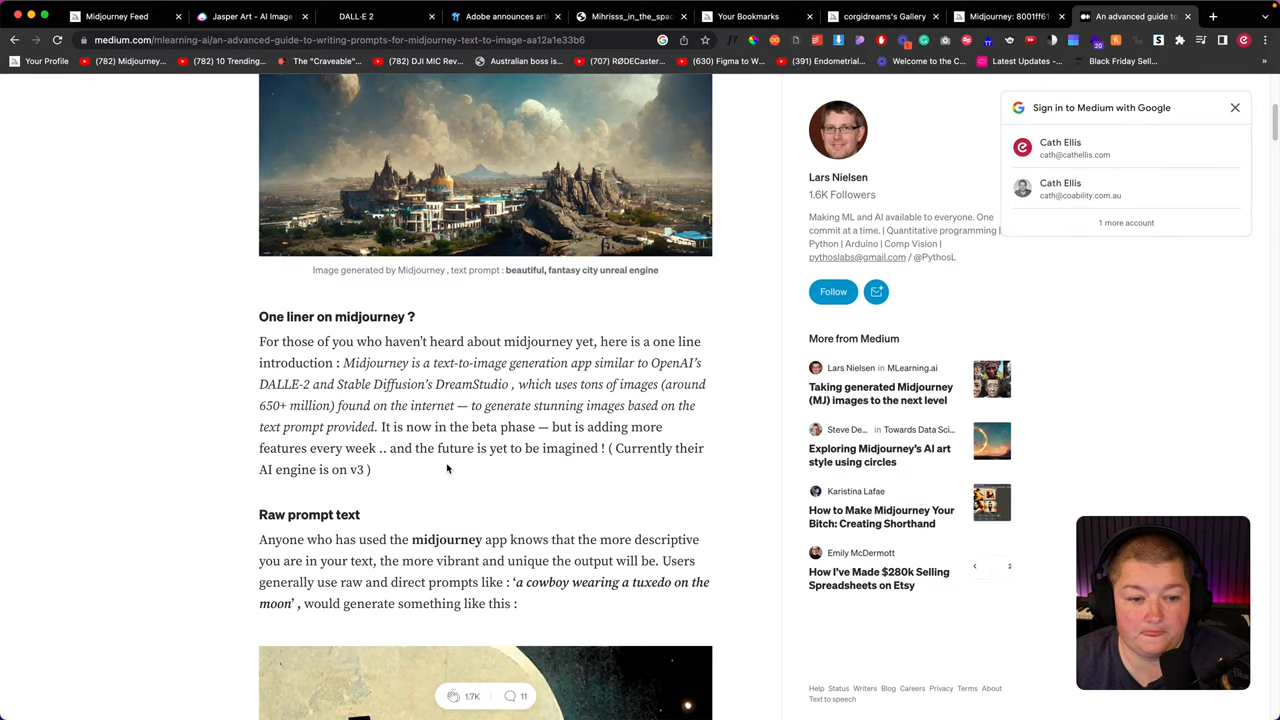 Midjourney Feed
Jasper Art - AI Image
DALL·E 2
Adobe announces art
Mihrisss_in_the_spac
Your Bookmarks
corgidreams's Gallery
Midjourney: 8001ff61-
An advanced guide to
medium.com/mlearning-ai/an-advanced-guide-to-writing-prompts-for-midjourney-text-to-image-aa12a1e33b6
20
Your Profile
(782) Midjourney...
(782) 10 Trending...
The "Craveable"...
(782) DJI MIC Rev...
Australian boss is...
(707) RØDECaster...
(630) Figma to W...
(391) Endometrial...
Welcome to the C...
Latest Updates -...
Black Friday Sell...
»
Image generated by Midjourney , text prompt : beautiful, fantasy city unreal engine
One liner on midjourney ?
For those of you who haven't heard about midjourney yet, here is a one line
introduction : Midjourney is a text-to-image generation app similar to OpenAI's
DALLE-2 and Stable Diffusion's DreamStudio , which uses tons of images (around
650+ million) found on the internet — to generate stunning images based on the
text prompt provided. It is now in the beta phase — but is adding more
features every week .. and the future is yet to be imagined ! ( Currently their
AI engine is on v3 )
Raw prompt text
Anyone who has used the midjourney app knows that the more descriptive
you are in your text, the more vibrant and unique the output will be. Users
generally use raw and direct prompts like : 'a cowboy wearing a tuxedo on the
moon' , would generate something like this :
1.7K
11
Lars Nielsen
1.6K Followers
Making ML and AI available to everyone. One
commit at a time. | Quantitative programming |
Python | Arduino | Comp Vision |
pythoslabs@gmail.com / @PythosL
Follow
More from Medium
Lars Nielsen in MLearning.ai
Taking generated Midjourney
(MJ) images to the next level
Steve De... in Towards Data Sci...
Exploring Midjourney's AI art
style using circles
Karistina Lafae
How to Make Midjourney Your
Bitch: Creating Shorthand
Emily McDermott
How I've Made $280k Selling
Spreadsheets on Etsy
Help Status Writers Blog Careers Privacy Terms About
Text to speech
Sign in to Medium with Google
Cath Ellis
cath@cathellis.com
Cath Ellis
cath@coability.com.au
1 more account